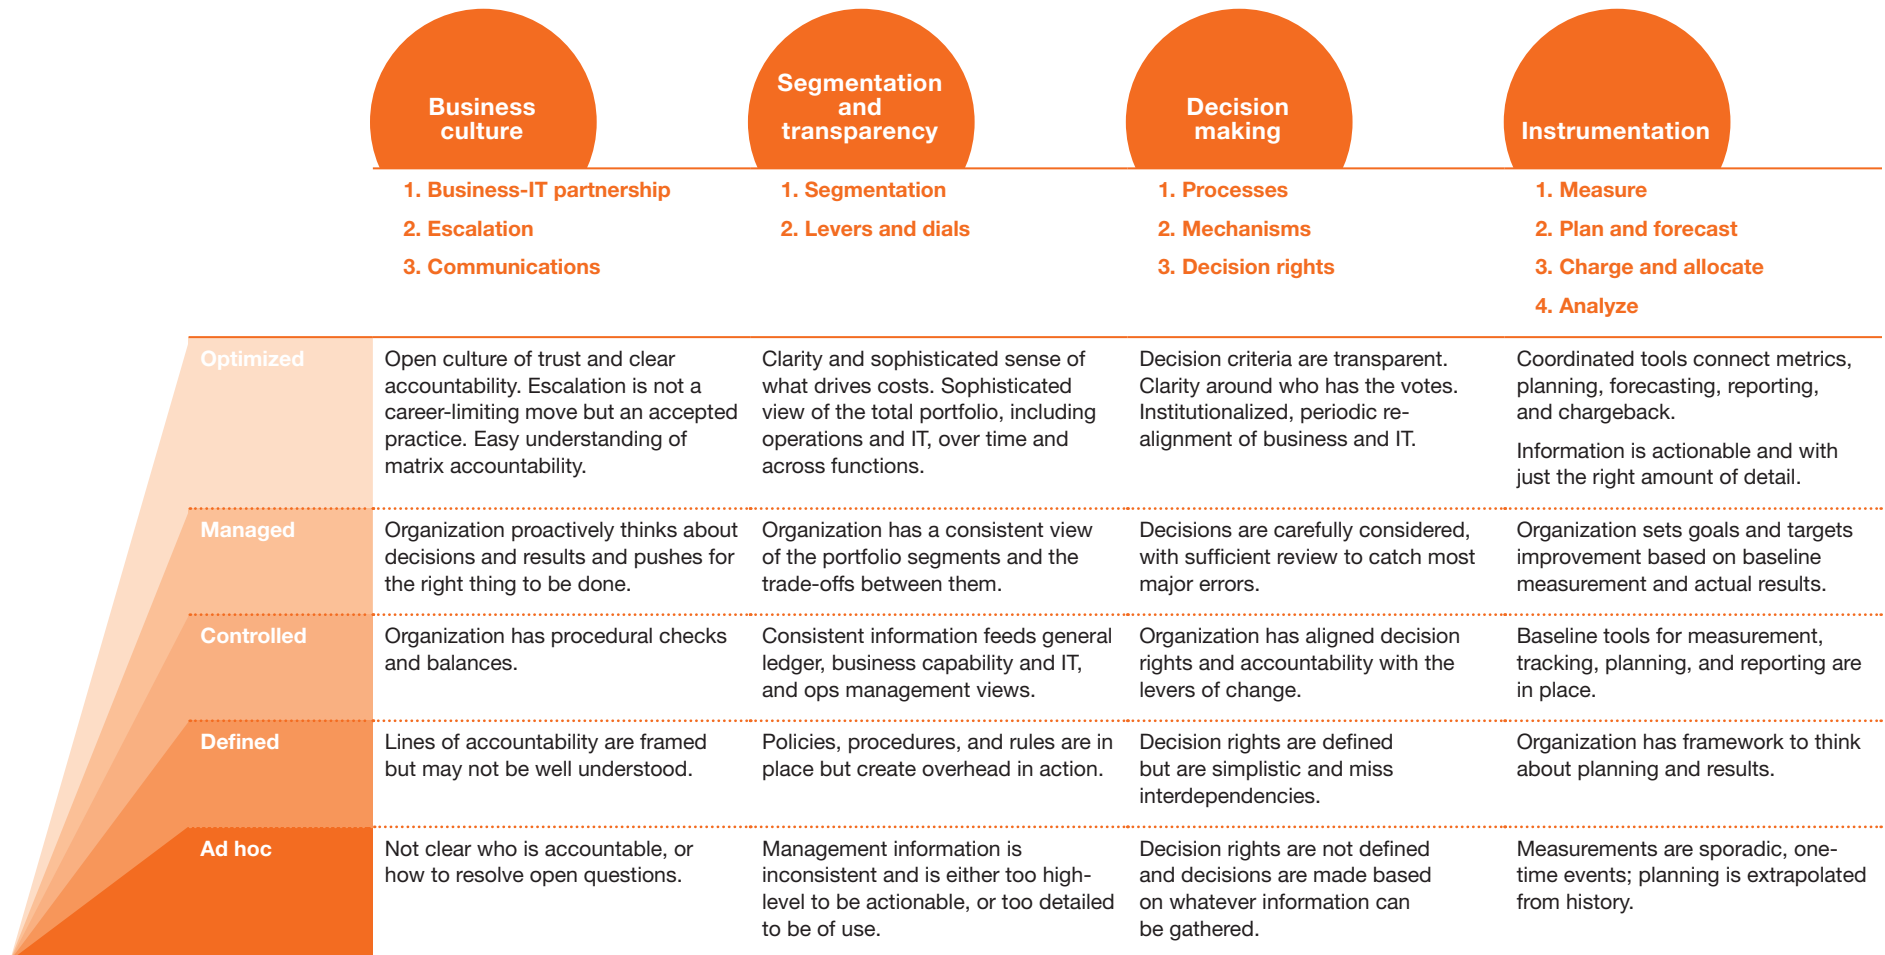 Business
culture
Segmentation
and
transparency
Decision
making
Instrumentation
1. Business-IT partnership
2. Escalation
3. Communications
1. Segmentation
2. Levers and dials
1. Processes
2. Mechanisms
3. Decision rights
1. Measure
2. Plan and forecast
3. Charge and allocate
4. Analyze
Optimized
Open culture of trust and clear
accountability. Escalation is not a
career-limiting move but an accepted
practice. Easy understanding of
matrix accountability.
Clarity and sophisticated sense of
what drives costs. Sophisticated
view of the total portfolio, including
operations and IT, over time and
across functions.
Decision criteria are transparent.
Clarity around who has the votes.
Institutionalized, periodic re-
alignment of business and IT.
Coordinated tools connect metrics,
planning, forecasting, reporting,
and chargeback.
Information is actionable and with
just the right amount of detail.
Managed
Organization proactively thinks about
decisions and results and pushes for
the right thing to be done.
Organization has a consistent view
of the portfolio segments and the
trade-offs between them.
Decisions are carefully considered,
with sufficient review to catch most
major errors.
Organization sets goals and targets
improvement based on baseline
measurement and actual results.
Controlled
Organization has procedural checks
and balances.
Consistent information feeds general
ledger, business capability and IT,
and ops management views.
Organization has aligned decision
rights and accountability with the
levers of change.
Baseline tools for measurement,
tracking, planning, and reporting are
in place.
Defined
Lines of accountability are framed
but may not be well understood.
Policies, procedures, and rules are in
place but create overhead in action.
Decision rights are defined
but are simplistic and miss
interdependencies.
Organization has framework to think
about planning and results.
Ad hoc
Not clear who is accountable, or
how to resolve open questions.
Management information is
inconsistent and is either too high-
level to be actionable, or too detailed
to be of use.
Decision rights are not defined
and decisions are made based
on whatever information can
be gathered.
Measurements are sporadic, one-
time events; planning is extrapolated
from history.